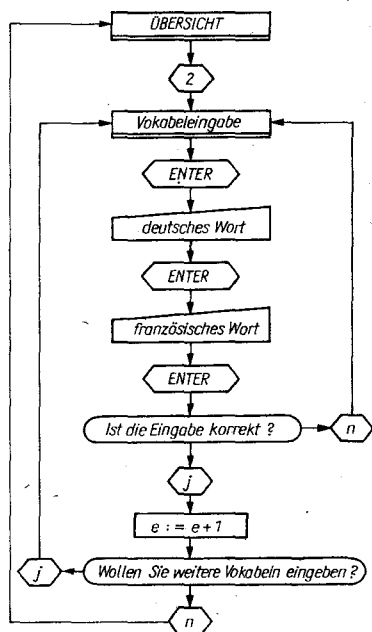 ÜBERSICHT
2
Vokabeleingabe
ENTER
deutsches Wort
ENTER
französisches Wort
ENTER
Ist die Eingabe korrekt ?
n
j
e := e+1
j
Wollen Sie weitere Vokabeln eingeben ?
n